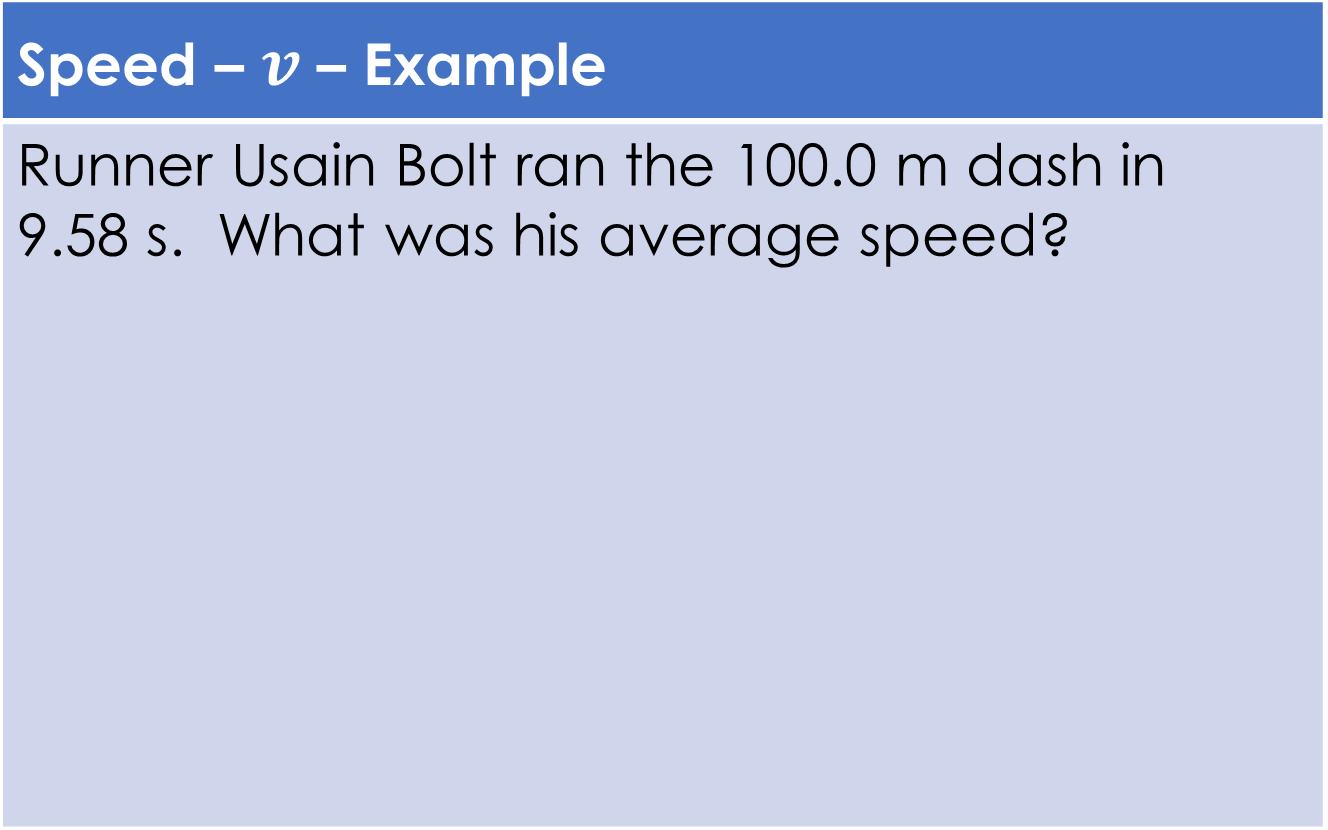 Speed – 𝒗 – Example
Runner Usain Bolt ran the 100.0 m dash in
9.58 s.  What was his average speed?